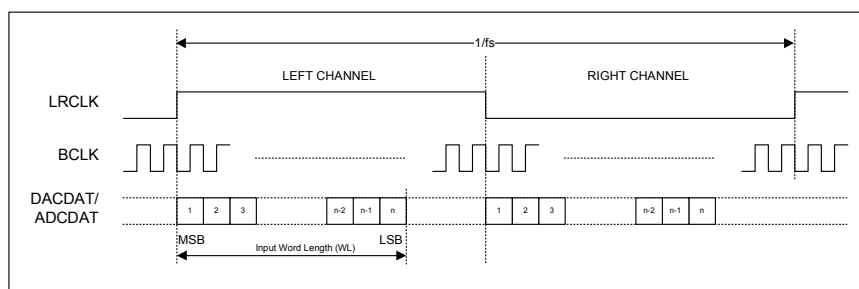 1/fs
LEFT CHANNEL RIGHT CHANNEL
LRCLK
BCLK
DACDAT/
ADCDAT
1 2 3 n-2 n-1 n 1 2 3 n-2 n-1 n
MSB LSB
Input Word Length (WL)